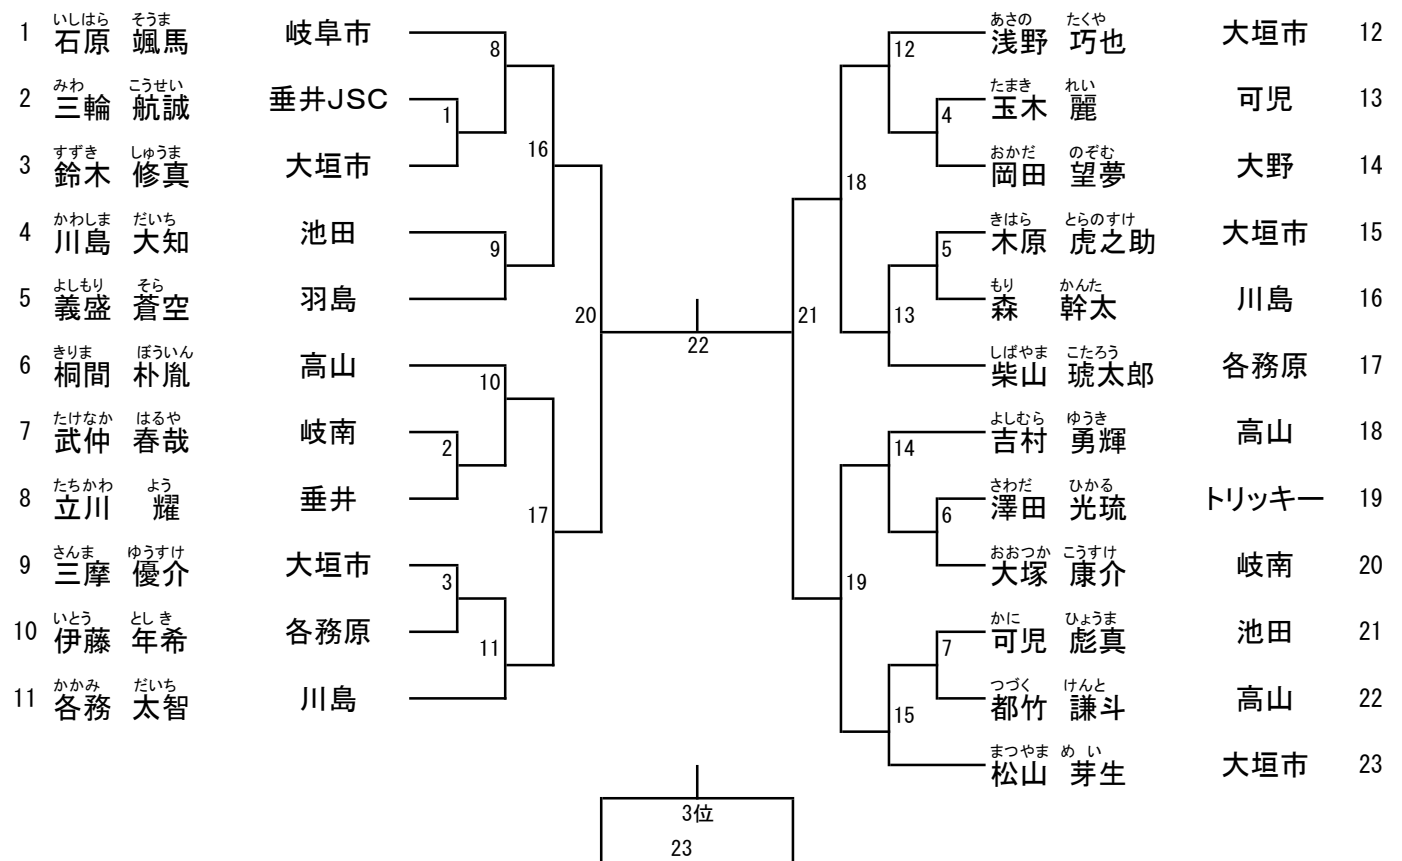 いしはら そうま
1 石原 颯馬 岐阜市
みわ こうせい
2 三輪 航誠 垂井JSC
すずき しゅうま
3 鈴木 修真 大垣市
かわしま だいち
4 川島 大知 池田
よしもり そら
5 義盛 蒼空 羽島
きりま ぼういん
6 桐間 朴胤 高山
たけなか はるや
7 武仲 春哉 岐南
たちかわ よう
8 立川 耀 垂井
さんま ゆうすけ
9 三摩 優介 大垣市
いとう とし き
10 伊藤 年希 各務原
かかみ だいち
11 各務 太智 川島
8
1
16
9
20
10
2
17
3
11
22
12
4
18
5
21
13
14
6
19
7
15
あさの たくや
浅野 巧也 大垣市 12
たまき れい
玉木 麗 可児 13
おかだ のぞむ
岡田 望夢 大野 14
きはら とらのすけ
木原 虎之助 大垣市 15
もり かんた
森 幹太 川島 16
しばやま こたろう
柴山 琥太郎 各務原 17
よしむら ゆうき
吉村 勇輝 高山 18
さわだ ひかる
澤田 光琉 トリッキー 19
おおつか こうすけ
大塚 康介 岐南 20
かに ひょうま
可児 彪真 池田 21
つづく けんと
都竹 謙斗 高山 22
まつやま め い
松山 芽生 大垣市 23
3位
23